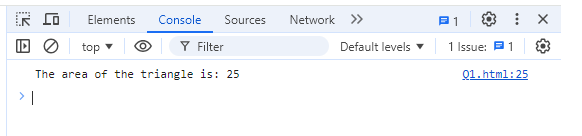 Elements Console Sources Network 1
top Filter Default levels 1 Issue: 1
The area of the triangle is: 25 Q1.html:25